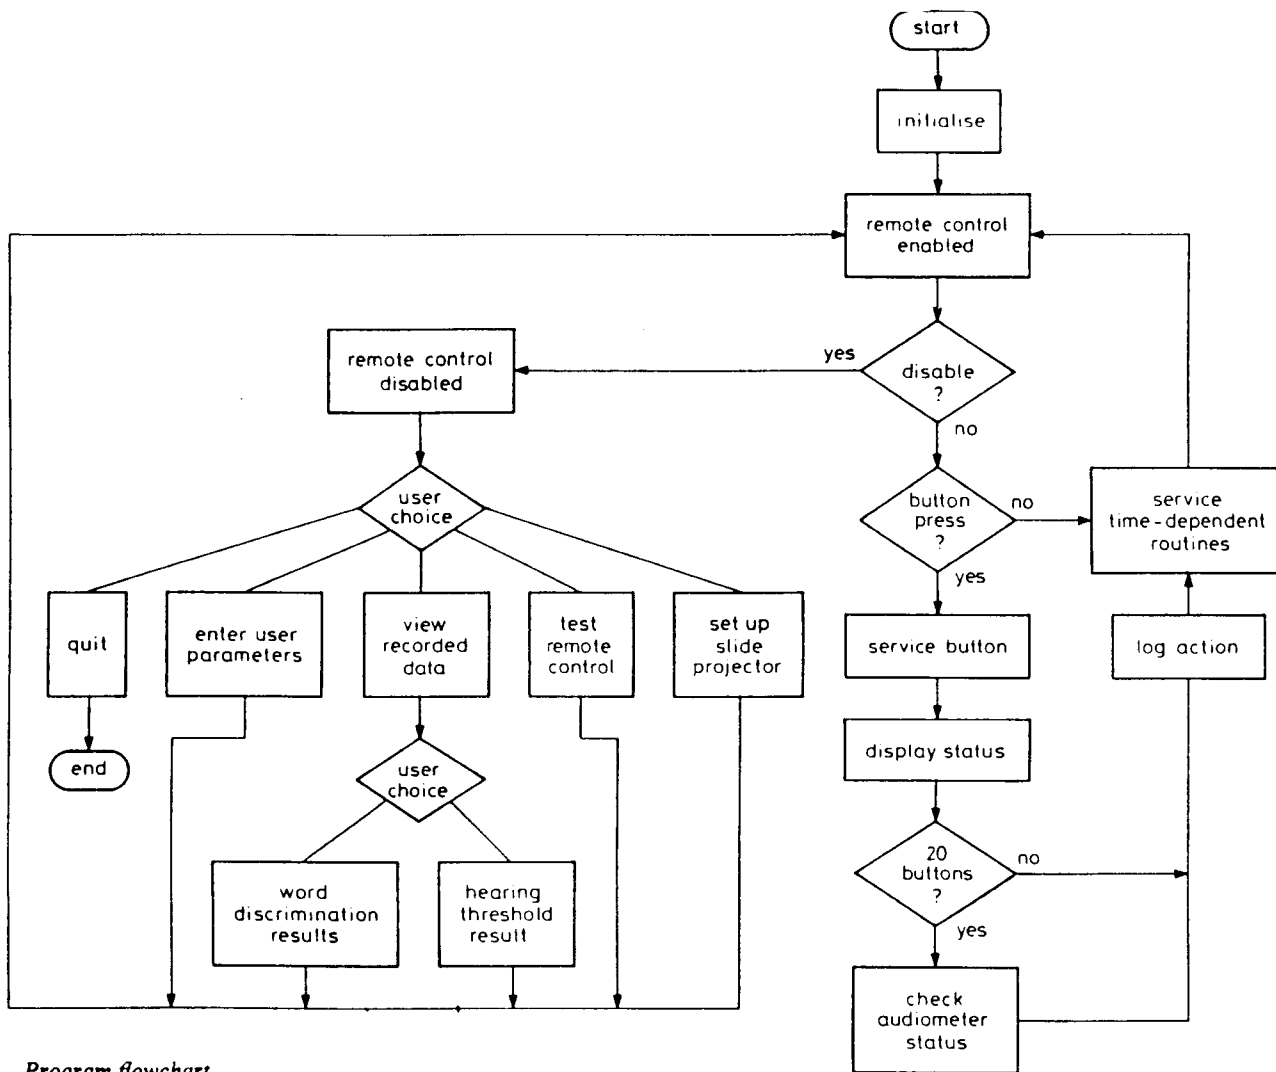 start
initialise
remote control
enabled
disable
?
yes
no
remote control
disabled
user
choice
button
press
?
no
yes
service
time-dependent
routines
quit
enter user
parameters
view
recorded
data
test
remote
control
set up
slide
projector
service button
log action
end
user
choice
display status
20
buttons
?
no
yes
word
discrimination
results
hearing
threshold
result
check
audiometer
status
Program flowchart